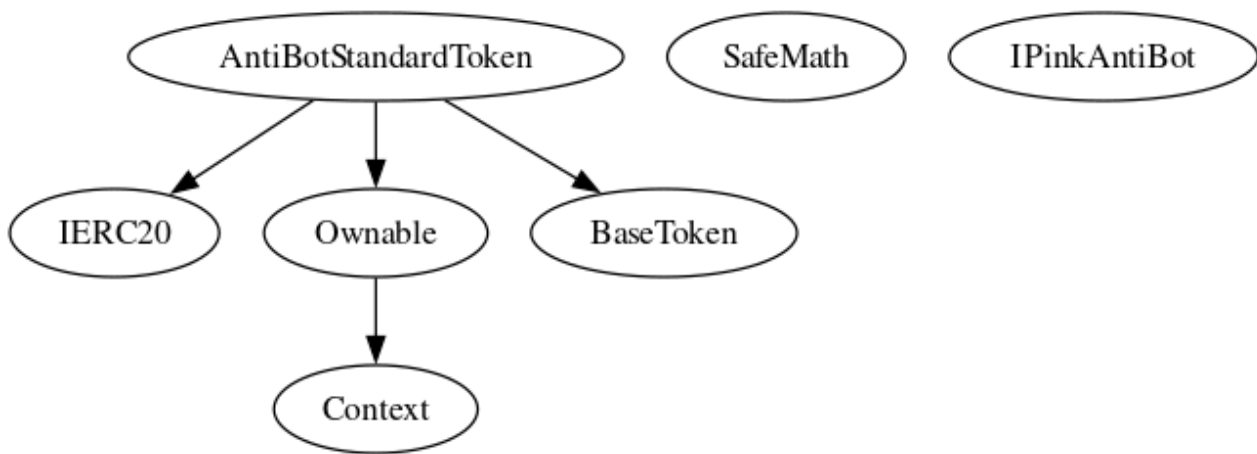 AntiBotStandardToken
SafeMath
IPinkAntiBot
IERC20
Ownable
BaseToken
Context